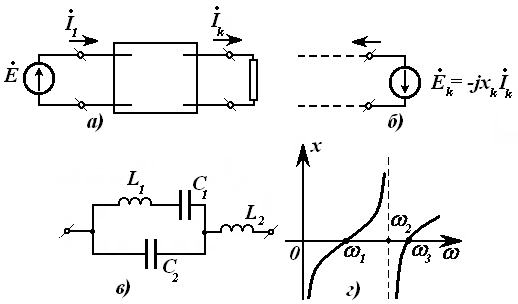 İ₁ İₖ
Ė Ėₖ=-jxₖİₖ
а) б)
L₁ C₁ L₂ x
C₂ 0 ω₁ ω₂ ω₃ ω
в) г)